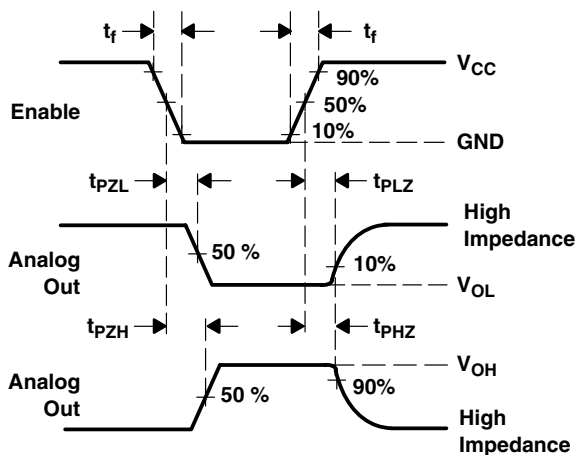 t_f t_f
V_CC
90%
Enable
50%
10%
GND
t_PZL t_PLZ
High
Impedance
Analog
Out
50 %
10%
V_OL
t_PZH t_PHZ
V_OH
Analog
Out
50 %
90%
High
Impedance